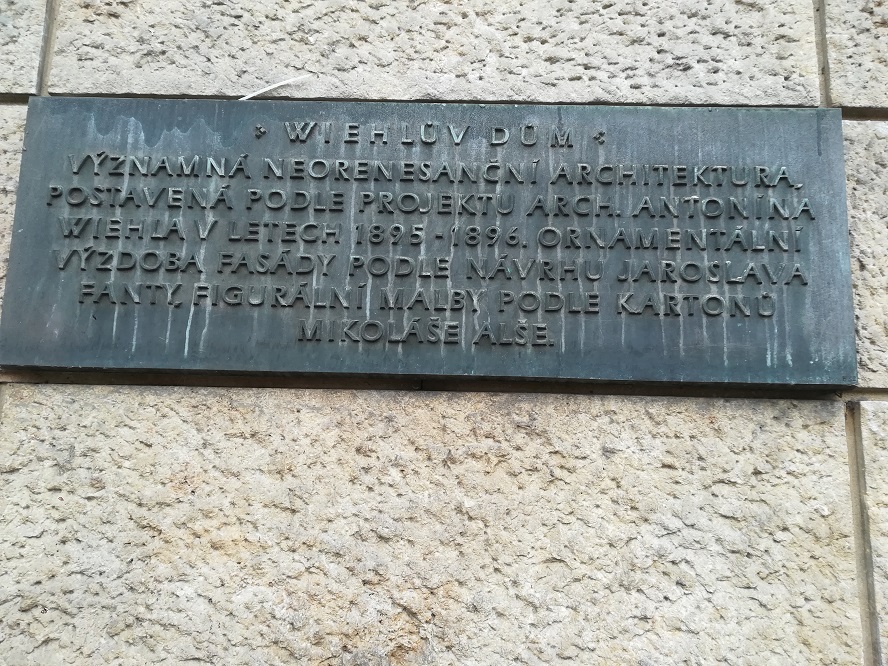 WIEHLŮV DŮM
VÝZNAMNÁ NEORENESANČNÍ ARCHITEKTURA,
POSTAVENÁ PODLE PROJEKTU ARCH. ANTONÍNA
WIEHLA V LETECH 1895-1896. ORNAMENTÁLNÍ
VÝZDOBA FASÁDY PODLE NÁVRHU JAROSLAVA
FANTY, FIGURÁLNÍ MALBY PODLE KARTONŮ
MIKOLÁŠE ALŠE.